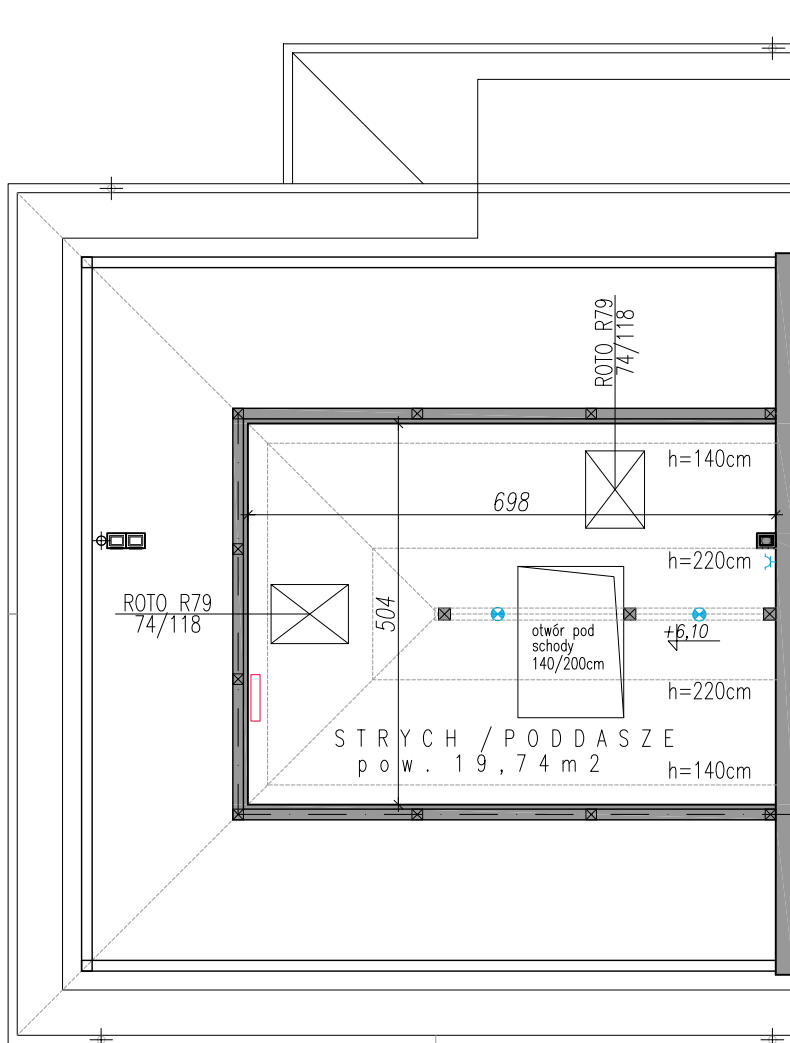 ROTO R79
74/118
h=140cm
698
h=220cm
ROTO R79
74/118
504
otwór pod
schody
140/200cm
+6,10
h=220cm
STRYCH /PODDASZE
pow. 19,74m2
h=140cm